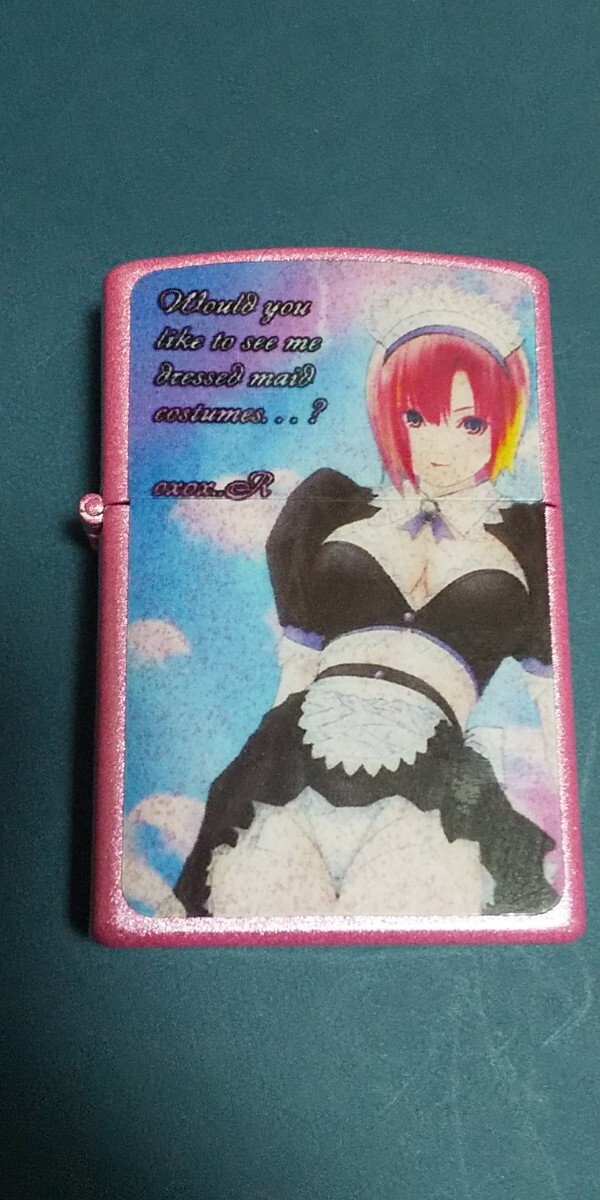 Would you
like to see me
dressed maid
costumes. . . ?
oxox..R